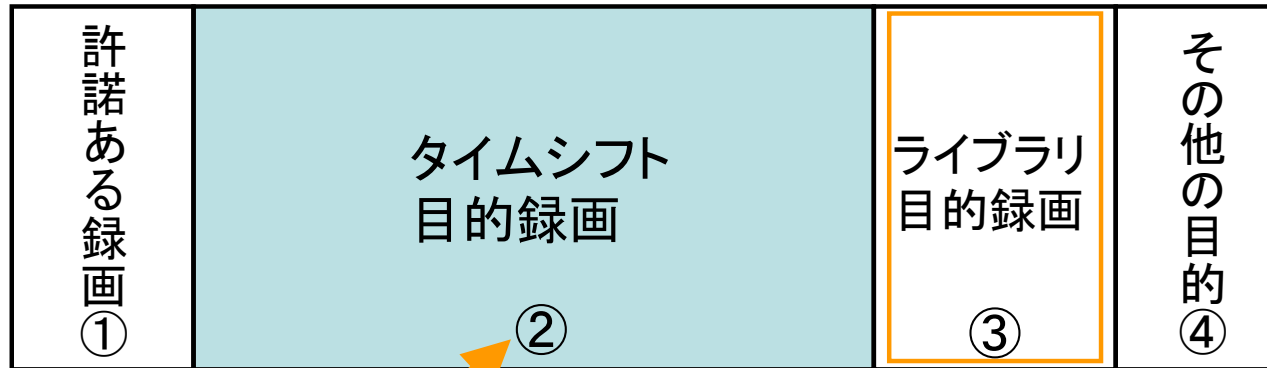 許諾ある録画①
タイムシフト
目的録画
②
ライブラリ
目的録画
③
その他の目的④